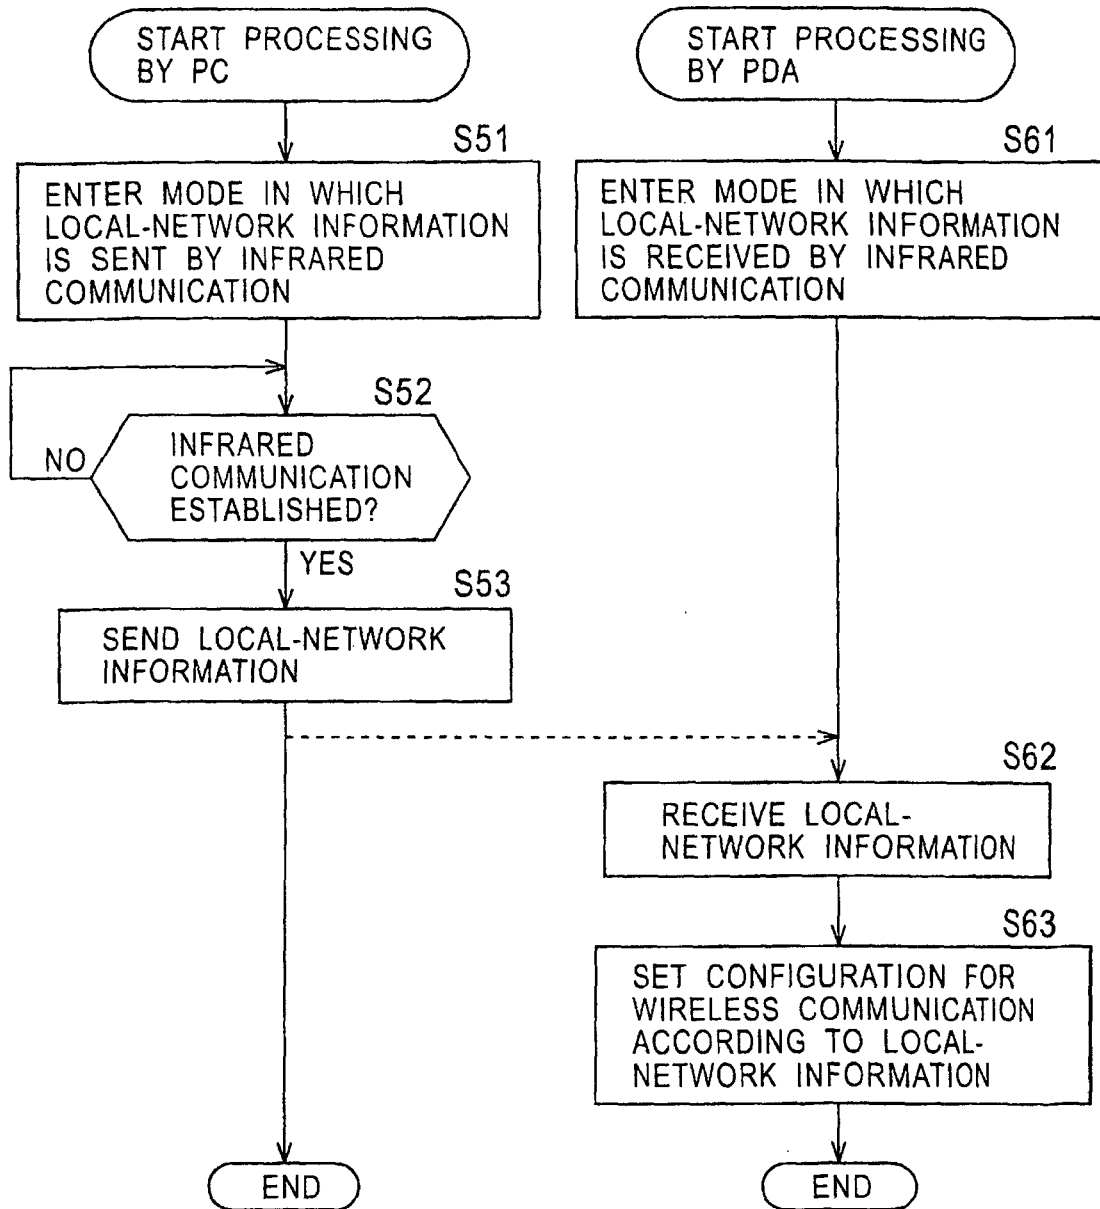 START PROCESSING
BY PC
S51
ENTER MODE IN WHICH
LOCAL-NETWORK INFORMATION
IS SENT BY INFRARED
COMMUNICATION
S52
INFRARED
COMMUNICATION
ESTABLISHED?
NO
YES
S53
SEND LOCAL-NETWORK
INFORMATION
END
START PROCESSING
BY PDA
S61
ENTER MODE IN WHICH
LOCAL-NETWORK INFORMATION
IS RECEIVED BY INFRARED
COMMUNICATION
S62
RECEIVE LOCAL-
NETWORK INFORMATION
S63
SET CONFIGURATION FOR
WIRELESS COMMUNICATION
ACCORDING TO LOCAL-
NETWORK INFORMATION
END